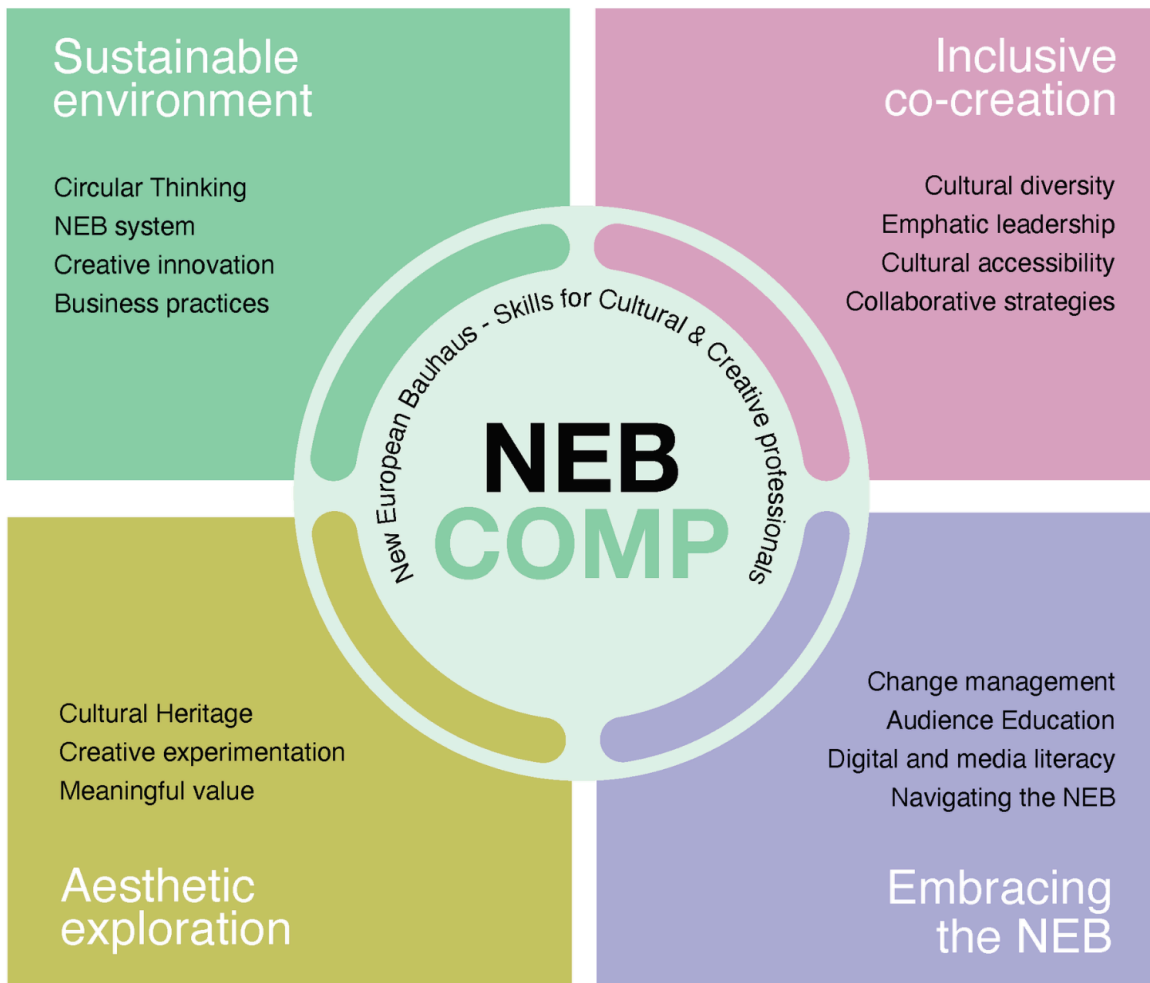 Sustainable
environment
Circular Thinking
NEB system
Creative innovation
Business practices
Inclusive
co-creation
Cultural diversity
Emphatic leadership
Cultural accessibility
Collaborative strategies
New European Bauhaus - Skills for Cultural & Creative professionals
NEB
COMP
Cultural Heritage
Creative experimentation
Meaningful value
Aesthetic
exploration
Change management
Audience Education
Digital and media literacy
Navigating the NEB
Embracing
the NEB